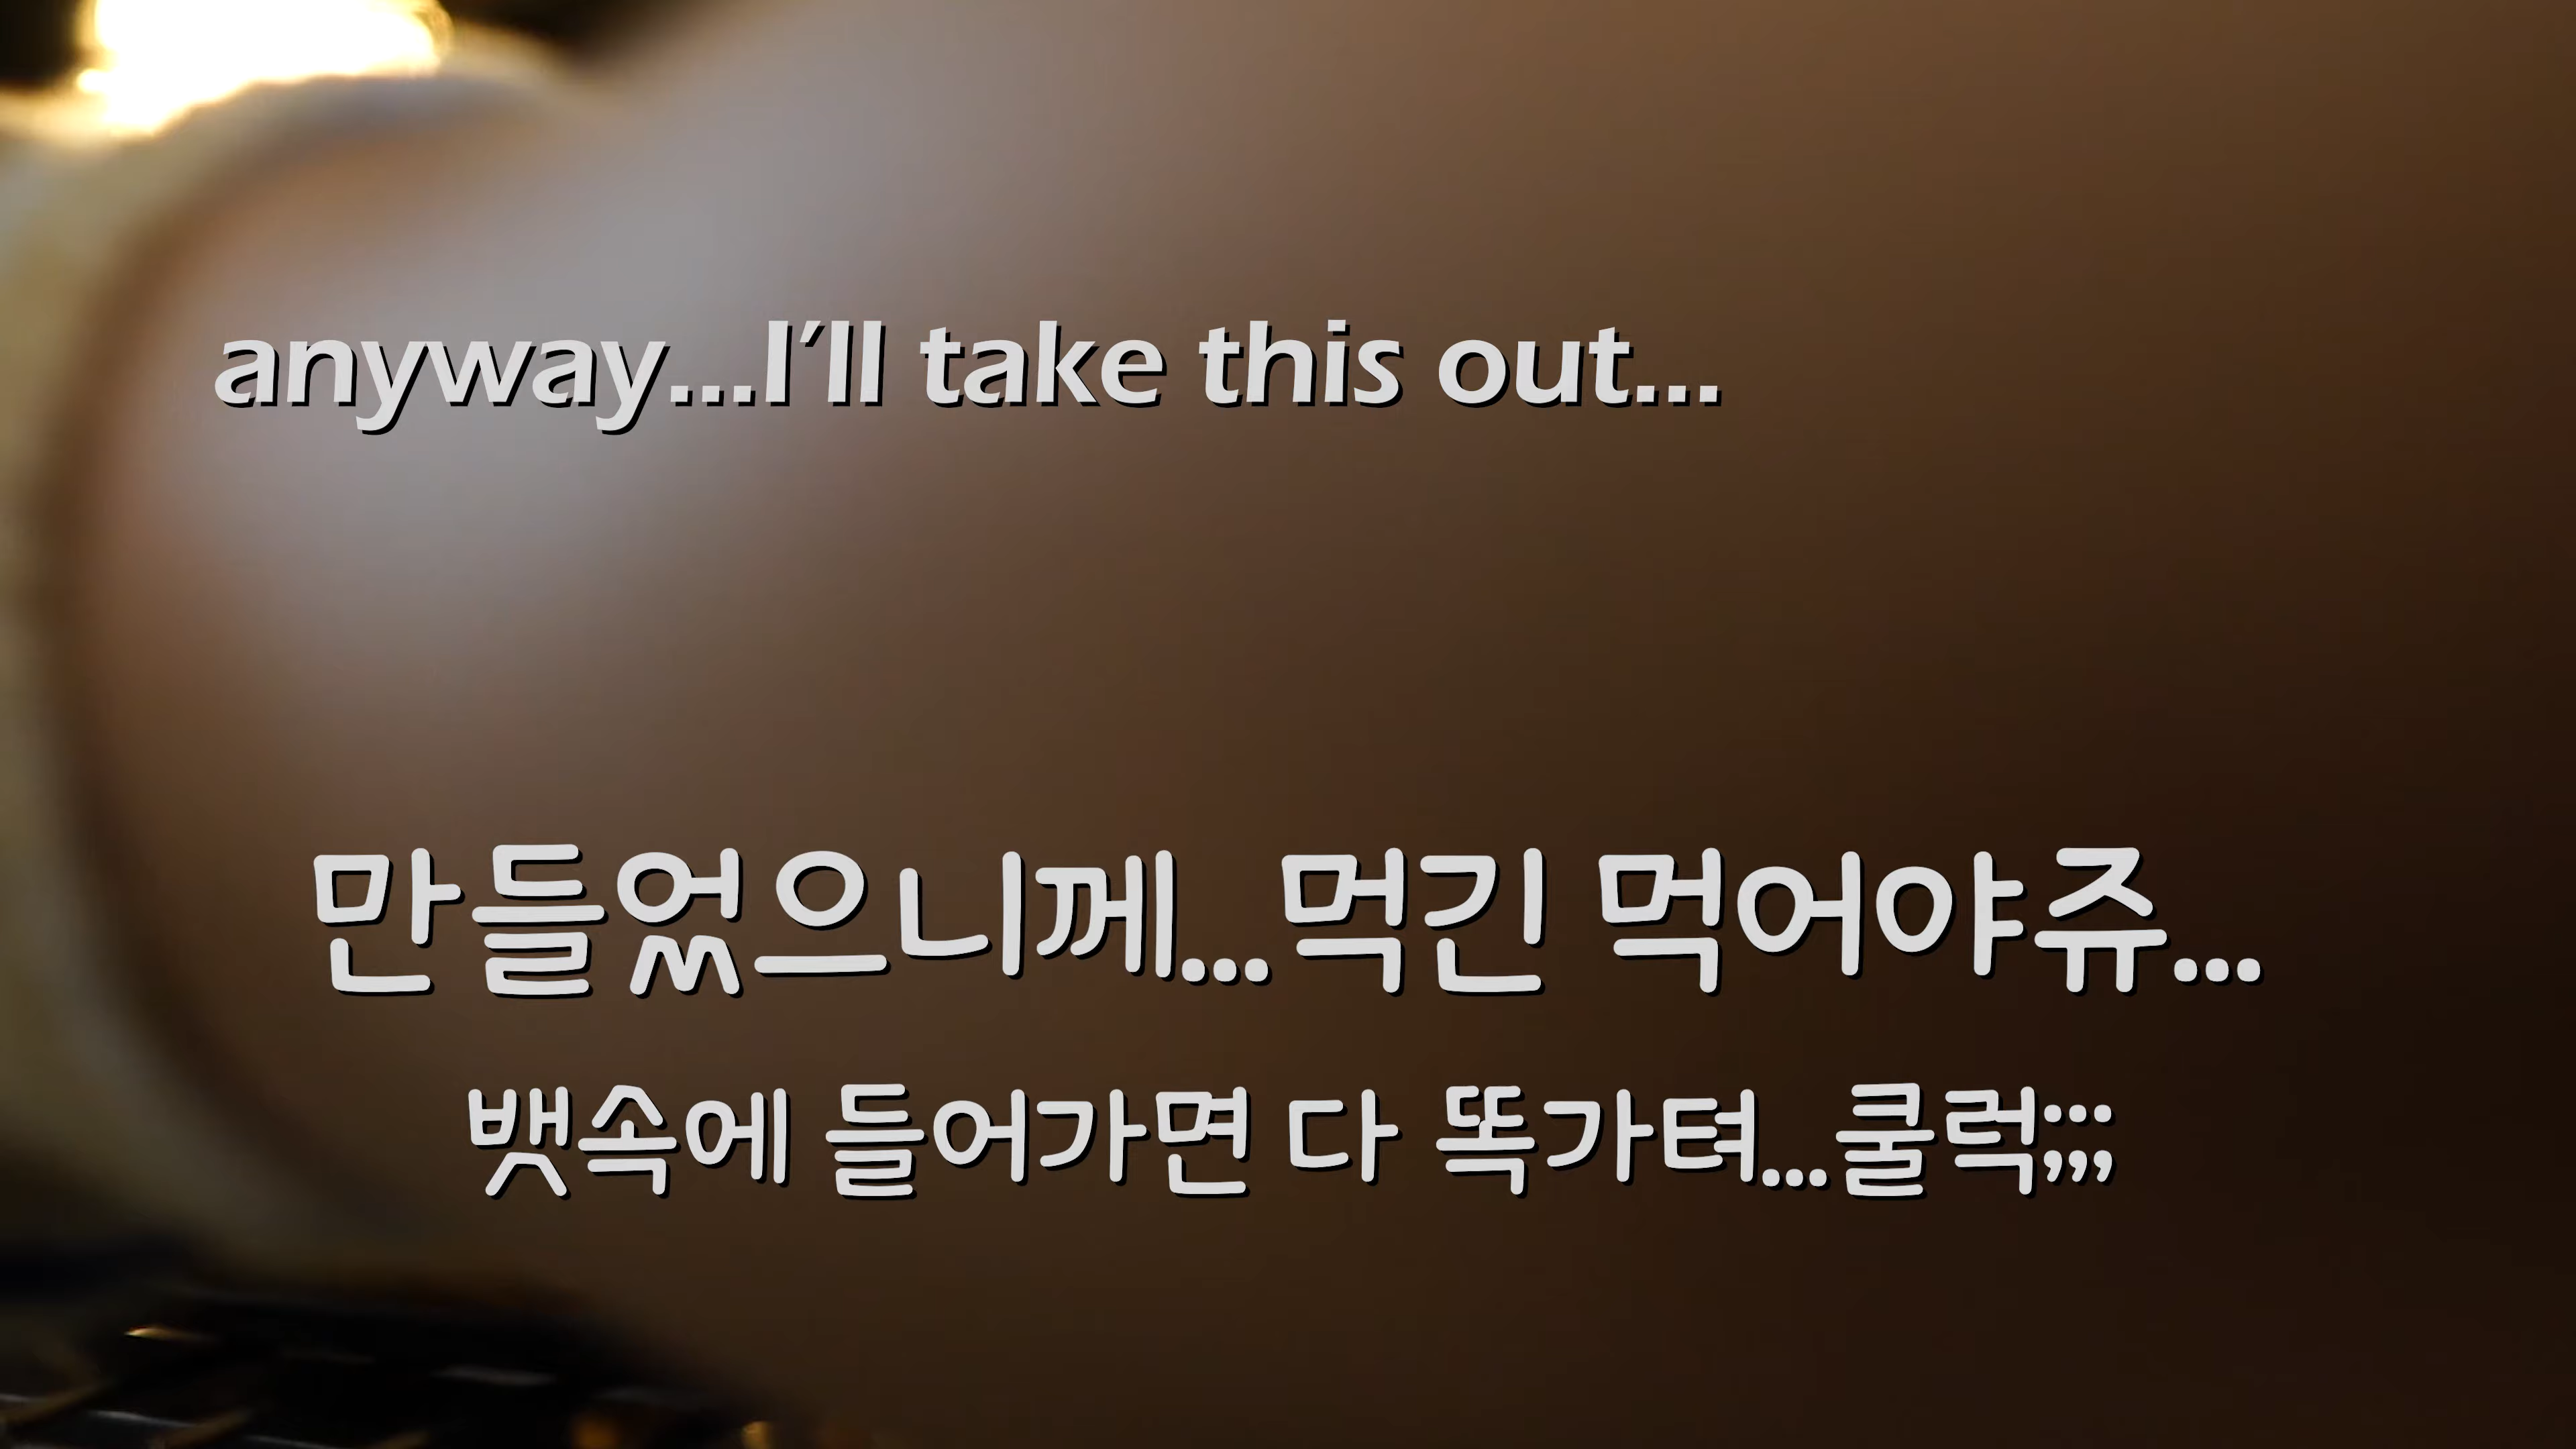 anyway...I'll take this out...
만들었으니께...먹긴 먹어야쥬...
뱃속에 들어가면 다 똑가텨...쿨럭;;;